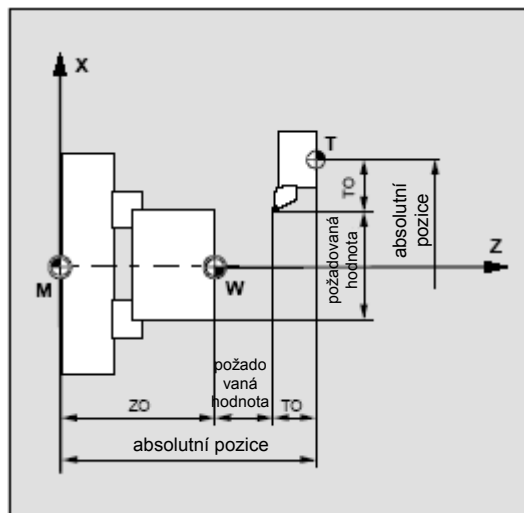 X
T
TO
požadovaná
hodnota
absolutní
pozice
Z
M
W
požado
vaná
hodnota
ZO
TO
absolutní pozice